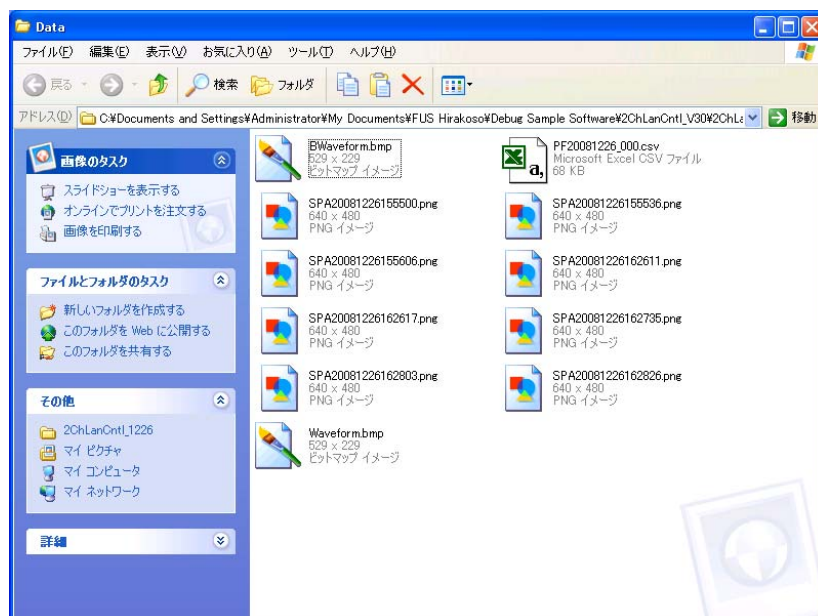 Data
ファイル(F) 編集(E) 表示(V) お気に入り(A) ツール(T) ヘルプ(H)
戻る 検索 フォルダ
アドレス(D) C:¥Documents and Settings¥Administrator¥My Documents¥FUS Hirakoso¥Debug Sample Software¥2ChLanCntl_V30¥2ChLa 移動
画像のタスク
スライドショーを表示する
オンラインでプリントを注文する
画像を印刷する
ファイルとフォルダのタスク
新しいフォルダを作成する
このフォルダを Web に公開する
このフォルダを共有する
その他
2ChLanCntl_1226
マイ ピクチャ
マイ コンピュータ
マイ ネットワーク
詳細
BWaveform.bmp
529 x 229
ビットマップ イメージ
PF20081226_000.csv
Microsoft Excel CSV ファイル
68 KB
SPA20081226155500.png
640 x 480
PNG イメージ
SPA20081226155536.png
640 x 480
PNG イメージ
SPA20081226155606.png
640 x 480
PNG イメージ
SPA20081226162611.png
640 x 480
PNG イメージ
SPA20081226162617.png
640 x 480
PNG イメージ
SPA20081226162735.png
640 x 480
PNG イメージ
SPA20081226162803.png
640 x 480
PNG イメージ
SPA20081226162826.png
640 x 480
PNG イメージ
Waveform.bmp
529 x 229
ビットマップ イメージ